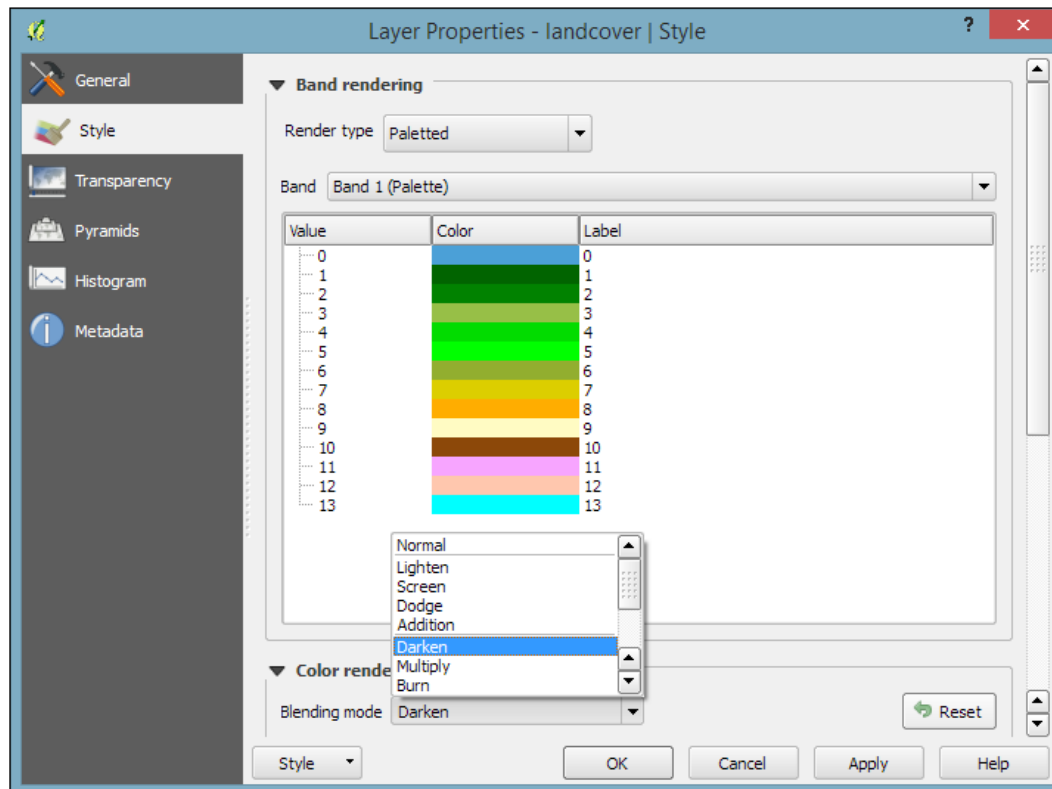 Layer Properties - landcover | Style
?
General
Style
Transparency
Pyramids
Histogram
Metadata
Band rendering
Render type Paletted
Band Band 1 (Palette)
Value Color Label
0 0
1 1
2 2
3 3
4 4
5 5
6 6
7 7
8 8
9 9
10 10
11 11
12 12
13 13
Normal
Lighten
Screen
Dodge
Addition
Darken
Multiply
Burn
Color rende
Blending mode Darken
Reset
Style OK Cancel Apply Help